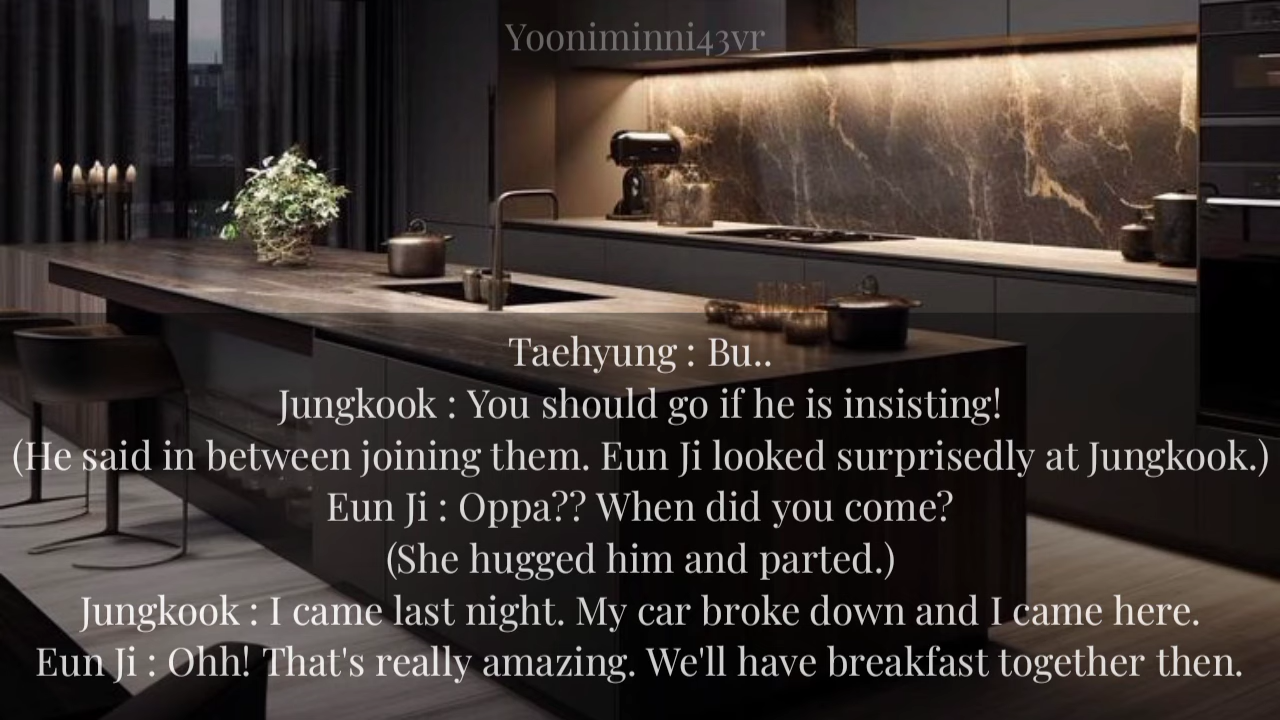 Yooniminni43vr
Taehyung : Bu..
Jungkook : You should go if he is insisting!
(He said in between joining them. Eun Ji looked surprisedly at Jungkook.)
Eun Ji : Oppa?? When did you come?
(She hugged him and parted.)
Jungkook : I came last night. My car broke down and I came here.
Eun Ji : Ohh! That's really amazing. We'll have breakfast together then.